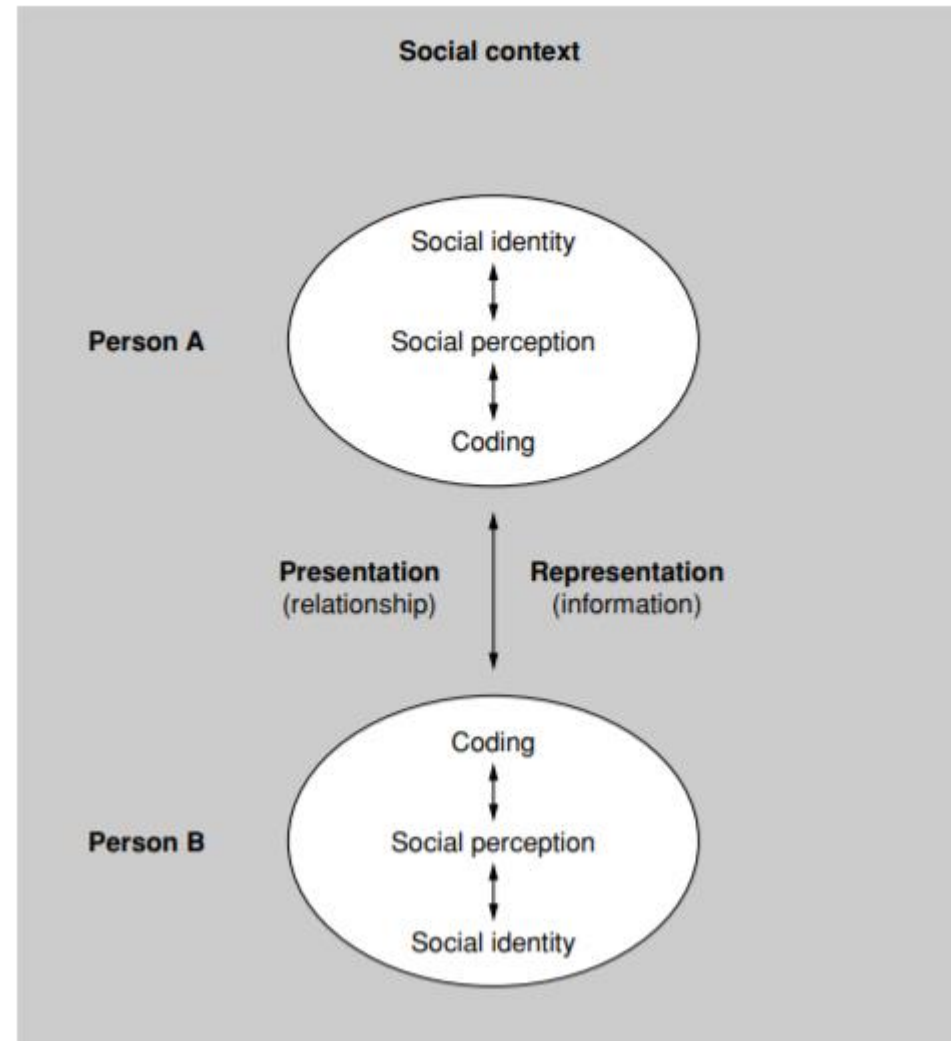 Social context
Social identity
Person A
Social perception
Coding
Presentation
(relationship)
Representation
(information)
Coding
Person B
Social perception
Social identity